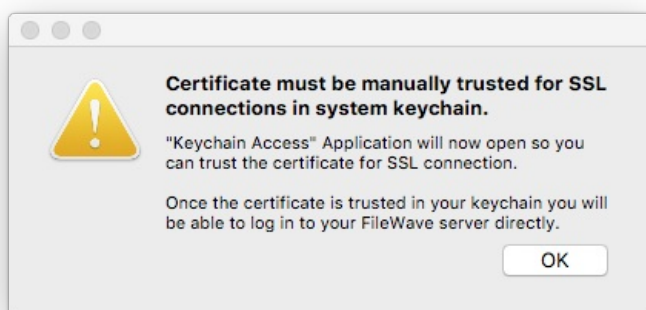 Certificate must be manually trusted for SSL
connections in system keychain.
"Keychain Access" Application will now open so you
can trust the certificate for SSL connection.
Once the certificate is trusted in your keychain you will
be able to log in to your FileWave server directly.
OK